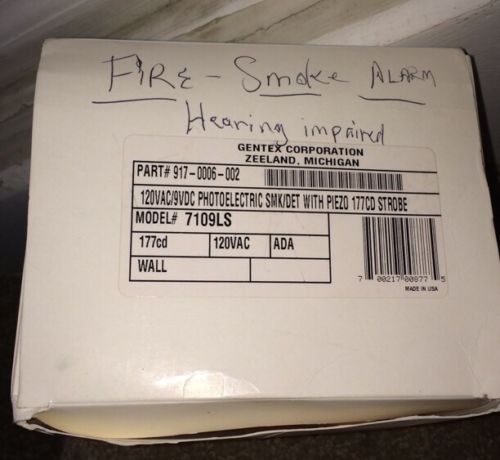 FIRE - Smoke ALARM
Hearing impaired
GENTEX CORPORATION
ZEELAND, MICHIGAN
PART# 917-0006-002
120VAC/9VDC PHOTOELECTRIC SMK/DET WITH PIEZO 177CD STROBE
MODEL# 7109LS
177cd 120VAC ADA
WALL
7 00217 00877 5
MADE IN USA